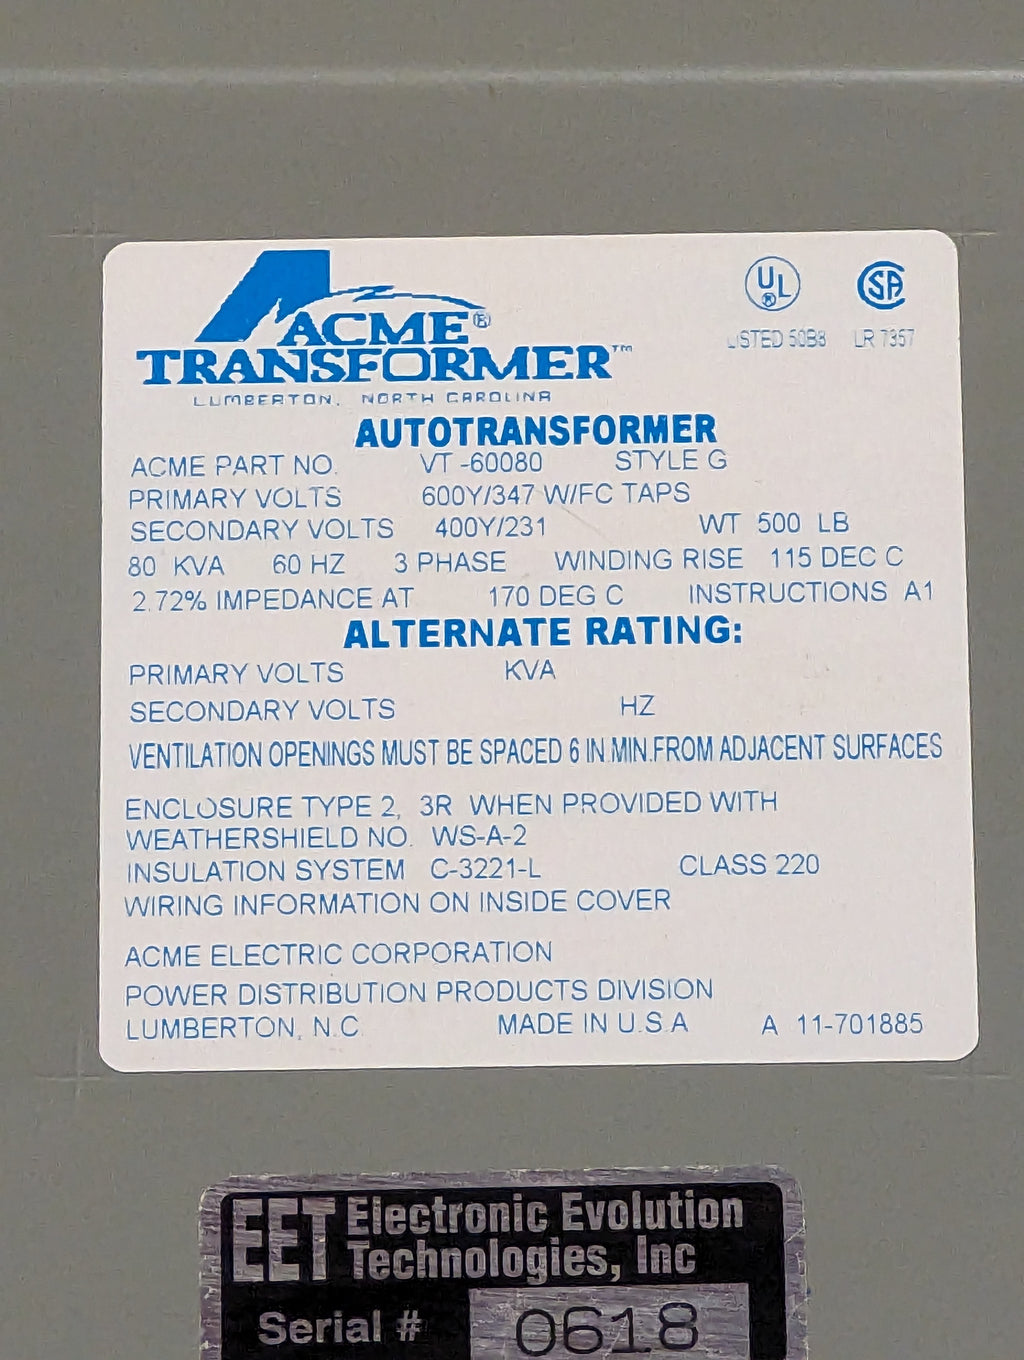 ACME®
TRANSFORMER™
LUMBERTON, NORTH CAROLINA
UL ®
LISTED 50B8
SA
LR 7357
AUTOTRANSFORMER
ACME PART NO. VT -60080 STYLE G
PRIMARY VOLTS 600Y/347 W/FC TAPS
SECONDARY VOLTS 400Y/231 WT 500 LB
80 KVA 60 HZ 3 PHASE WINDING RISE 115 DEC C
2.72% IMPEDANCE AT 170 DEG C INSTRUCTIONS A1
ALTERNATE RATING:
PRIMARY VOLTS KVA
SECONDARY VOLTS HZ
VENTILATION OPENINGS MUST BE SPACED 6 IN.MIN.FROM ADJACENT SURFACES
ENCLOSURE TYPE 2, 3R WHEN PROVIDED WITH
WEATHERSHIELD NO. WS-A-2
INSULATION SYSTEM C-3221-L CLASS 220
WIRING INFORMATION ON INSIDE COVER
ACME ELECTRIC CORPORATION
POWER DISTRIBUTION PRODUCTS DIVISION
LUMBERTON, N.C. MADE IN U.S.A A 11-701885
EET Electronic Evolution
Technologies, Inc
Serial # 0618